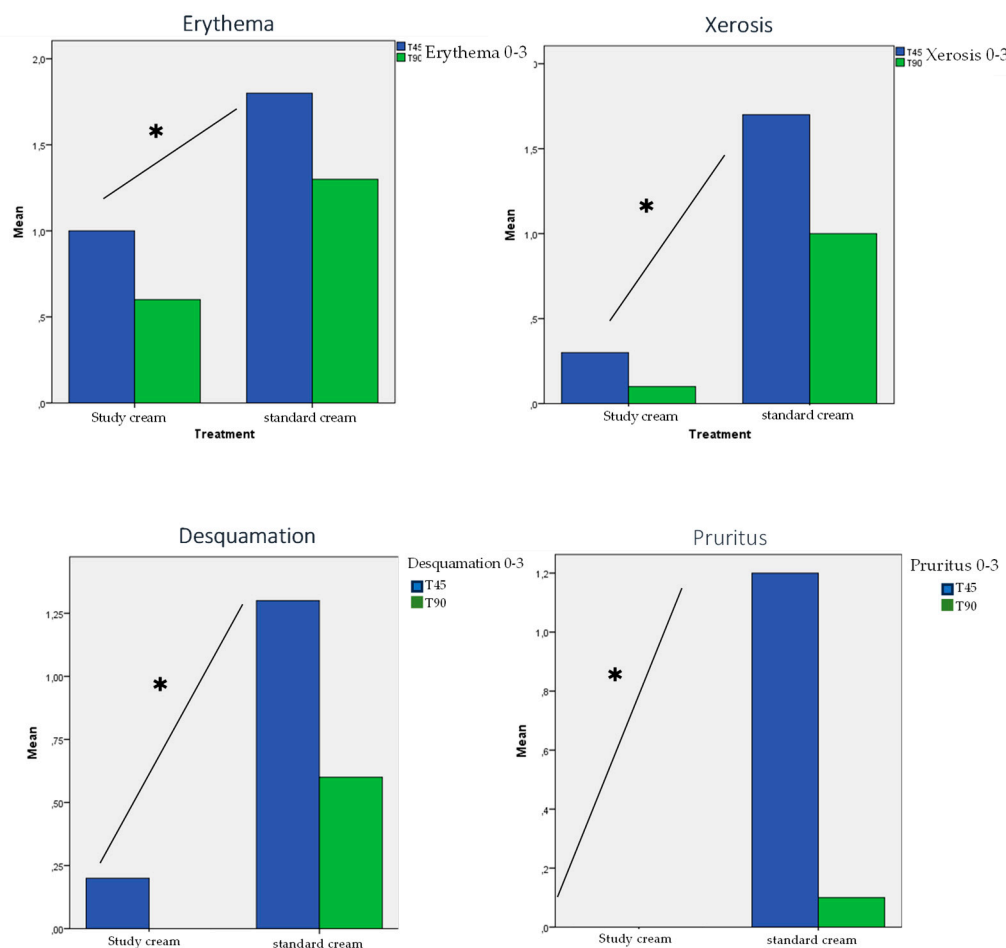 Erythema
T45
T90
Erythema 0-3
2,0
1,5
1,0
,5
,0
Mean
*
Study cream
standard cream
Treatment
Xerosis
T45
T90
Xerosis 0-3
1,5
1,0
,5
,0
Mean
*
Study cream
standard cream
Treatment
Desquamation
Desquamation 0-3
T45
T90
1,25
1,00
,75
,50
,25
,00
Mean
*
Study cream
standard cream
Pruritus
Pruritus 0-3
T45
T90
1,2
1,0
,8
,6
,4
,2
,0
Mean
*
Study cream
standard cream